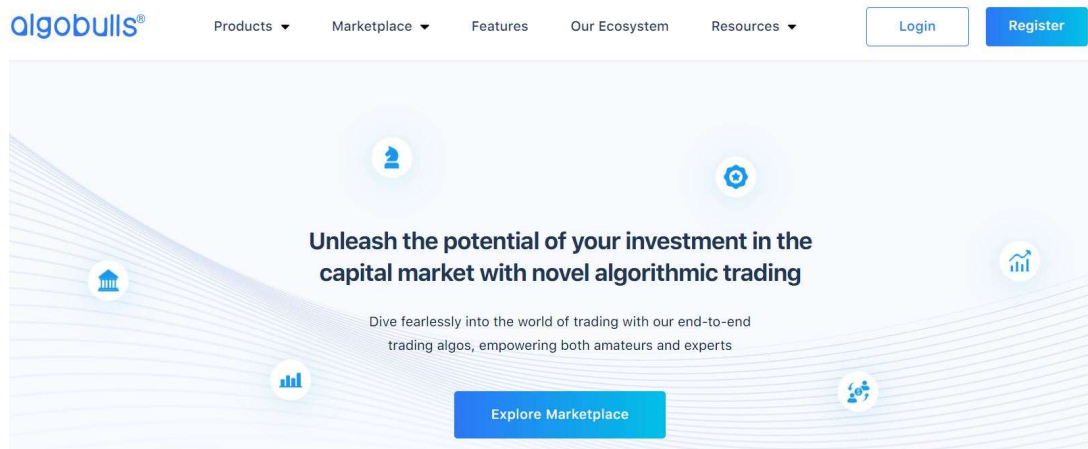 algobulls®
Products
Marketplace
Features
Our Ecosystem
Resources
Login
Register
Unleash the potential of your investment in the
capital market with novel algorithmic trading
Dive fearlessly into the world of trading with our end-to-end
trading algos, empowering both amateurs and experts
Explore Marketplace